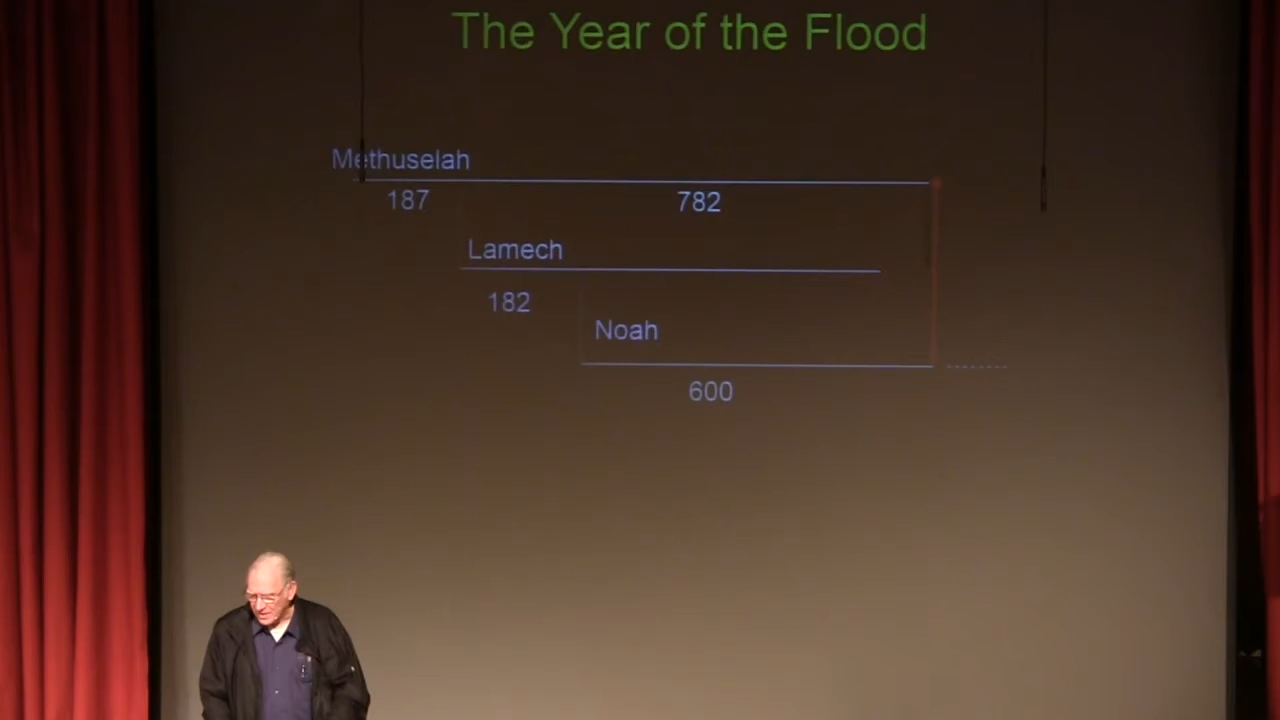 The Year of the Flood
Methuselah
187 782
Lamech
182
Noah
600